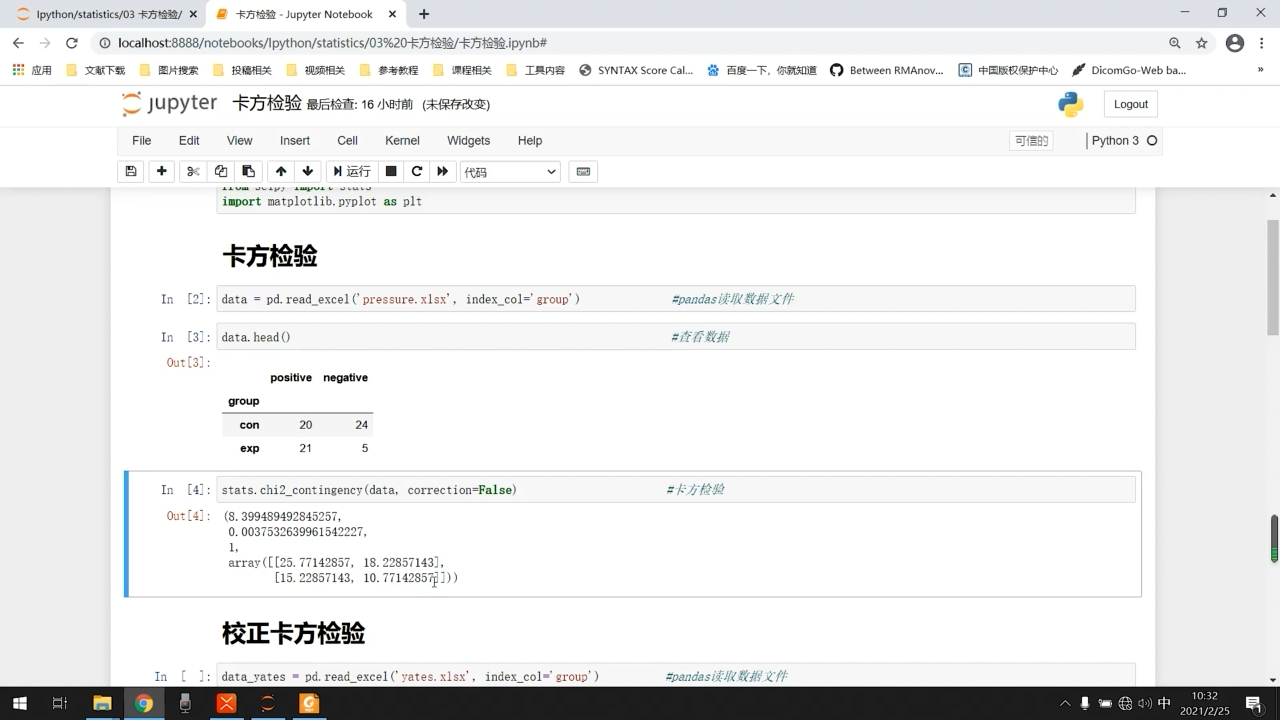 Ipython/statistics/03 卡方检验/
卡方检验 - Jupyter Notebook
localhost:8888/notebooks/Ipython/statistics/03%20卡方检验/卡方检验.ipynb#
应用 文献下载 图片搜索 投稿相关 视频相关 参考教程 课程相关 工具内容 SYNTAX Score Cal... 百度一下，你就知道 Between RMAnov... 中国版权保护中心 DicomGo-Web ba... »
jupyter 卡方检验 最后检查: 16 小时前 (未保存改变) Logout
File Edit View Insert Cell Kernel Widgets Help 可信的 Python 3
运行 代码
from scipy import stats
import matplotlib.pyplot as plt
卡方检验
In [2]: data = pd.read_excel('pressure.xlsx', index_col='group') #pandas读取数据文件
In [3]: data.head() #查看数据
Out[3]:
positive negative
group
con 20 24
exp 21 5
In [4]: stats.chi2_contingency(data, correction=False) #卡方检验
Out[4]: (8.399489492845257,
0.0037532639961542227,
1,
array([[25.77142857, 18.22857143],
[15.22857143, 10.77142857]]))
校正卡方检验
In [ ]: data_yates = pd.read_excel('yates.xlsx', index_col='group') #pandas读取数据文件
中 10:32
2021/2/25